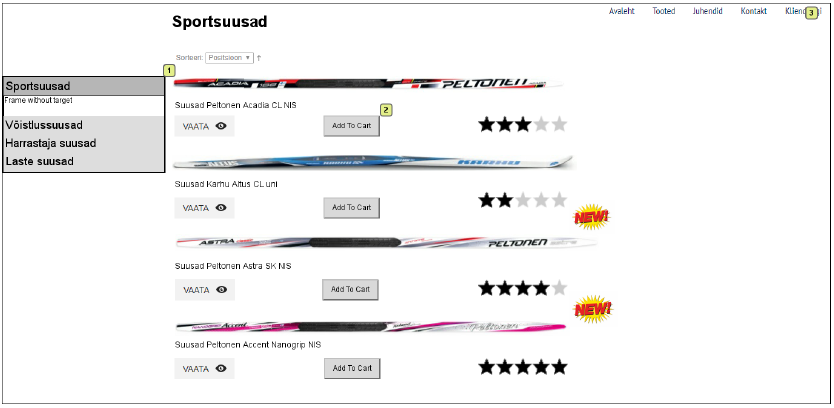 Avaleht Tooted Juhendid Kontakt 3
Sportsuusad
Sorteeri: Positsioon
1
Sportsuusad
Frame without target
Võistlussuusad
Harrastaja suusad
Laste suusad
ACADIA PELTONEN
Suusad Peltonen Acadia CL NIS
2
VAATA Add To Cart
ALTUS KARHU
Suusad Karhu Altus CL uni
VAATA Add To Cart
NEW!
ASTRA PELTONEN
Suusad Peltonen Astra SK NIS
VAATA Add To Cart
NEW!
Accent Peltonen
Suusad Peltonen Accent Nanogrip NIS
VAATA Add To Cart